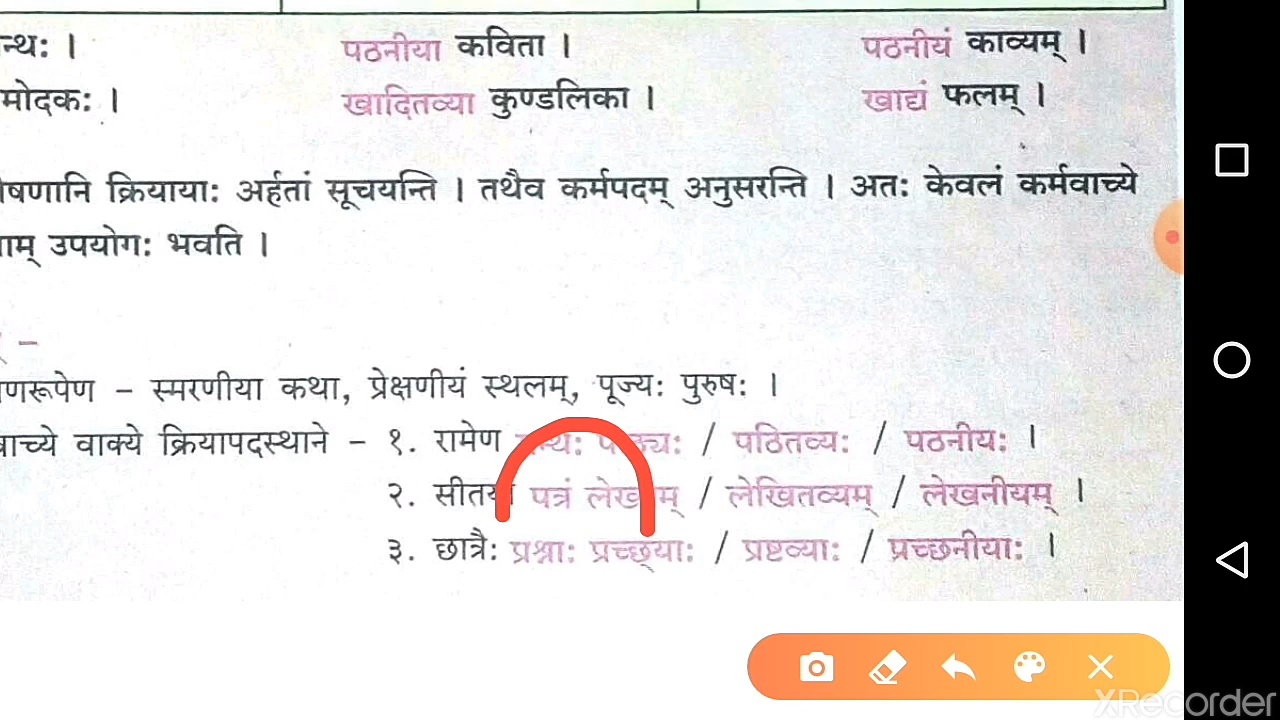 न्थः । पठनीया कविता । पठनीयं काव्यम् ।
मोदकः । खादितव्या कुण्डलिका । खाद्यं फलम् ।
षणानि क्रियायाः अर्हतां सूचयन्ति । तथैव कर्मपदम् अनुसरन्ति । अतः केवलं कर्मवाच्ये
ाम् उपयोगः भवति ।
–
णरूपेण – स्मरणीया कथा, प्रेक्षणीयं स्थलम्, पूज्यः पुरुषः ।
वाच्ये वाक्ये क्रियापदस्थाने – १. रामेण / पठितव्यः / पठनीयः ।
२. पत्रं / लेखितव्यम् / लेखनीयम् ।
३. छात्रैः प्रश्नाः प्रच्छ्याः / प्रष्टव्याः / प्रच्छनीयाः ।
XRecorder